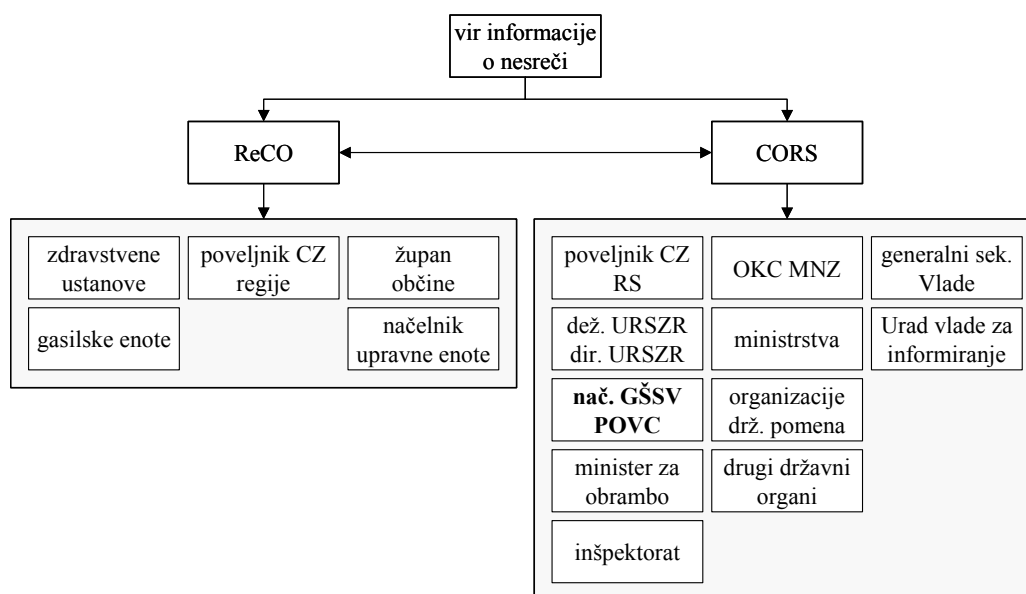 vir informacije
o nesreči
ReCO
CORS
zdravstvene
ustanove
poveljnik CZ
regije
župan
občine
gasilske enote
načelnik
upravne enote
poveljnik CZ
RS
OKC MNZ
generalni sek.
Vlade
dež. URSZR
dir. URSZR
ministrstva
Urad vlade za
informiranje
nač. GŠSV
POVC
organizacije
drž. pomena
minister za
obrambo
drugi državni
organi
inšpektorat